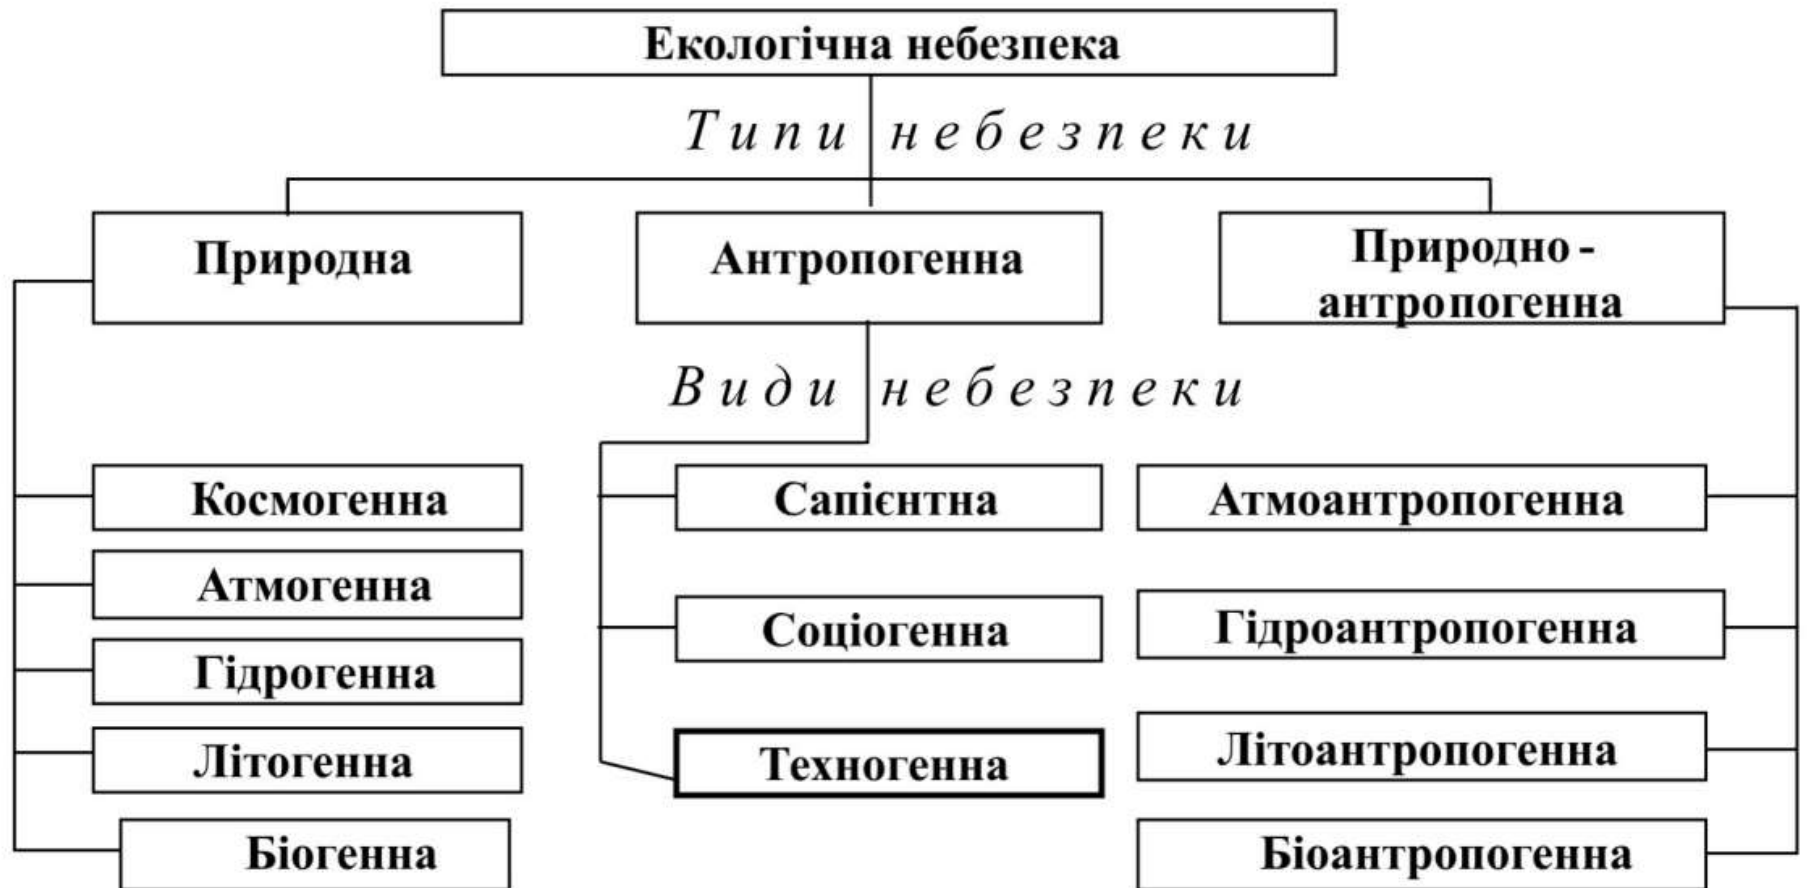 Екологічна небезпека
Типи небезпеки
Природна
Антропогенна
Природно-
антропогенна
Види небезпеки
Космогенна
Атмогенна
Гідрогенна
Літогенна
Біогенна
Сапієнтна
Соціогенна
Техногенна
Атмоантропогенна
Гідроантропогенна
Літоантропогенна
Біоантропогенна